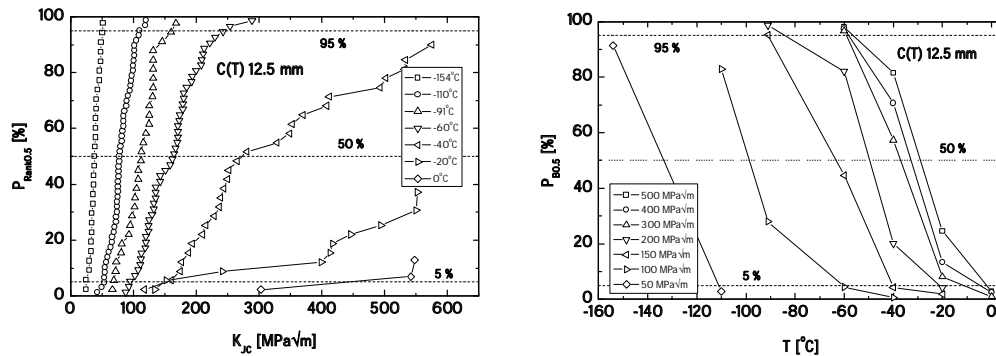 100
80
60
40
20
0
P_Rank0.5 [%]
0
100
200
300
400
500
600
K_JC [MPa√m]
95 %
C(T) 12.5 mm
50 %
5 %
-154°C
-110°C
-91°C
-60°C
-40°C
-20°C
0°C
100
80
60
40
20
0
P_B0.5 [%]
-160
-140
-120
-100
-80
-60
-40
-20
0
T [°C]
C(T) 12.5 mm
95 %
50 %
5 %
500 MPa√m
400 MPa√m
300 MPa√m
200 MPa√m
150 MPa√m
100 MPa√m
50 MPa√m